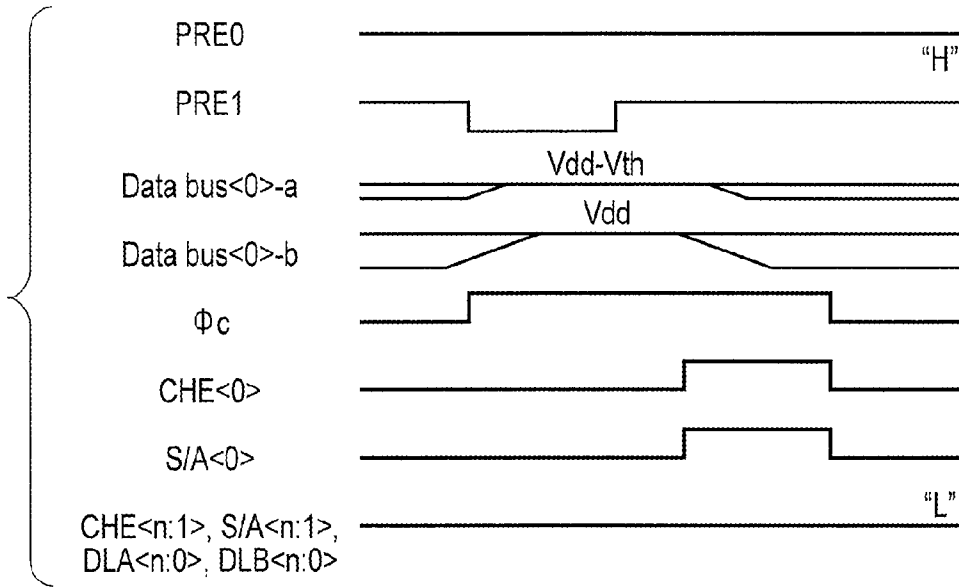 PRE0
“H”
PRE1
Vdd-Vth
Data bus<0>-a
Vdd
Data bus<0>-b
Φc
CHE<0>
S/A<0>
“L”
CHE<n:1>, S/A<n:1>,
DLA<n:0>, DLB<n:0>